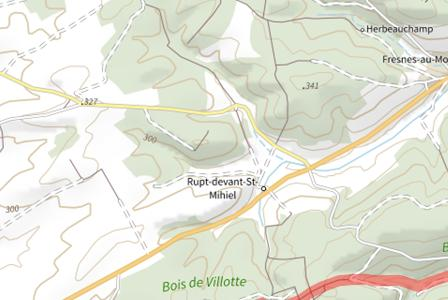 Herbeauchamp
Fresnes-au-Mo
341
327
300
Rupt-devant-St-
Mihiel
300
Bois de Villotte
B